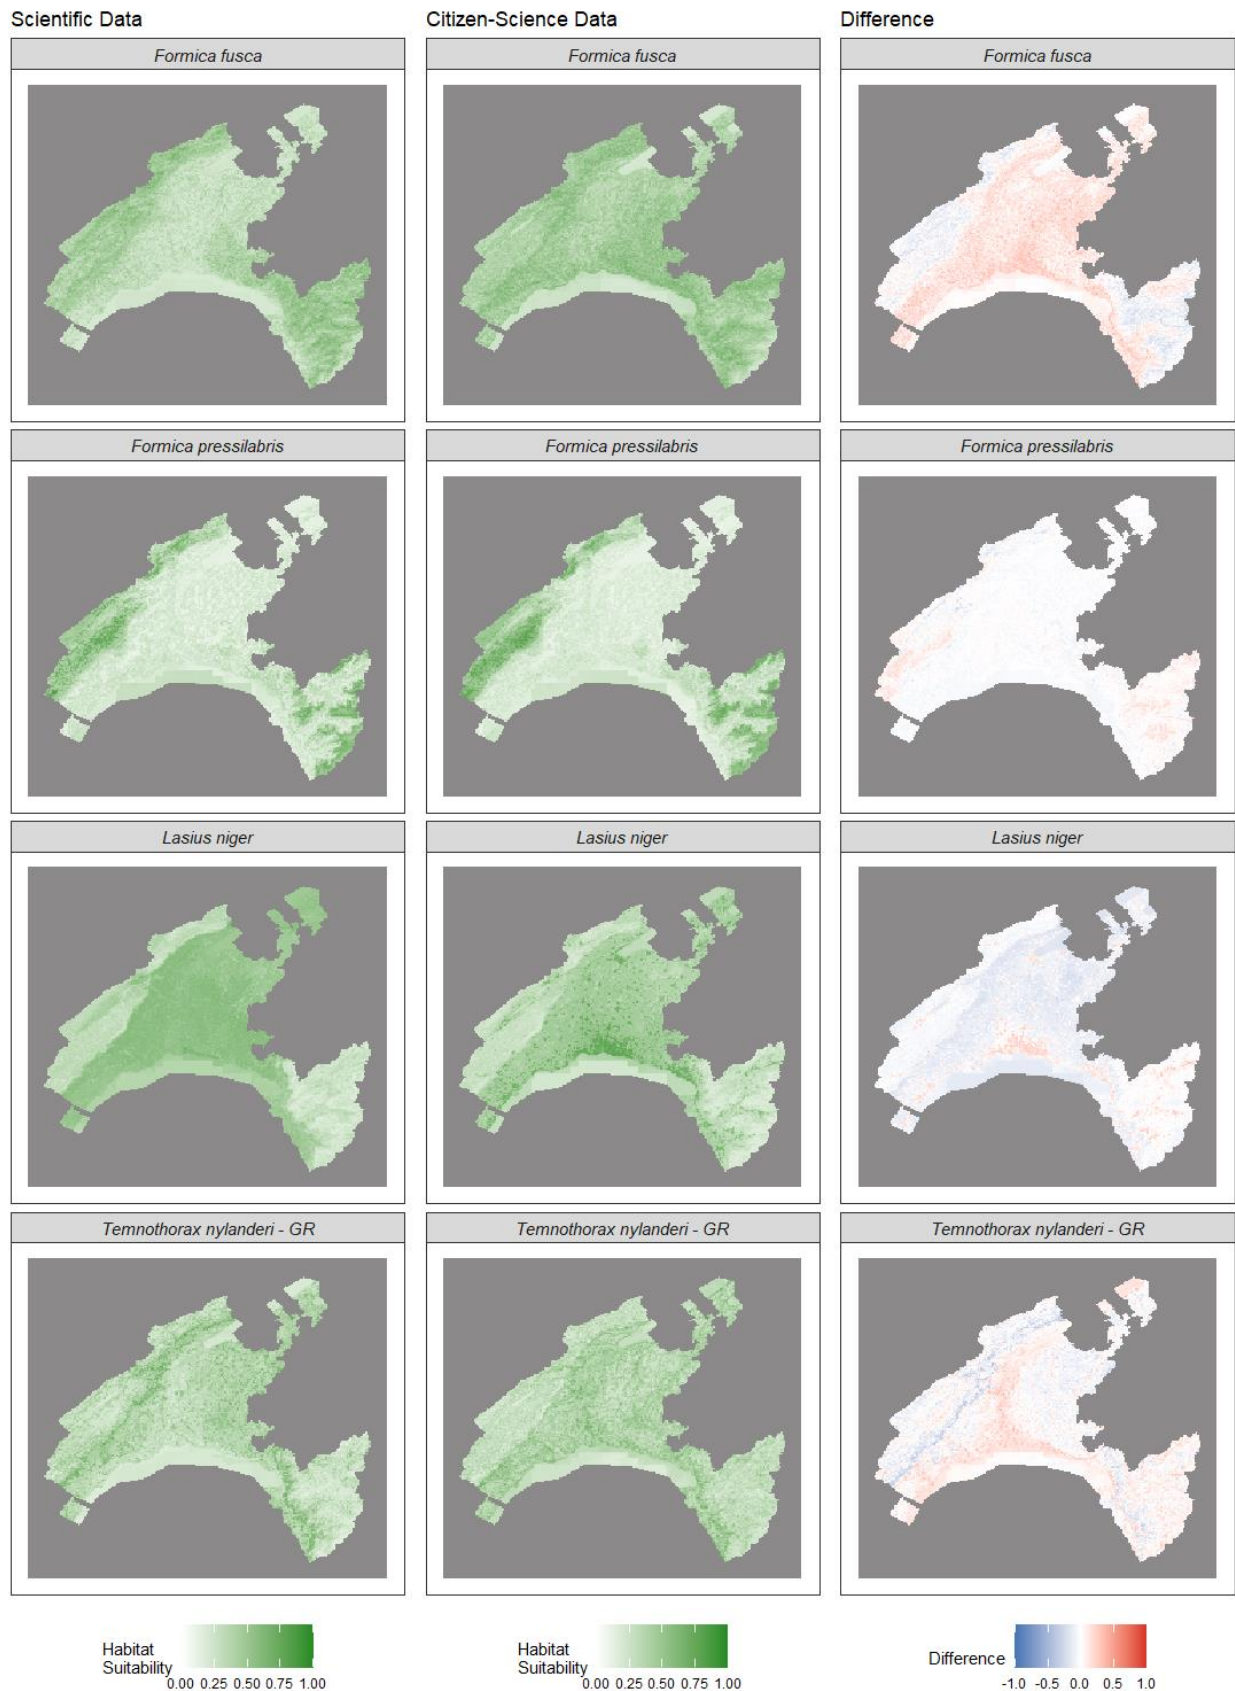 Scientific Data
Citizen-Science Data
Difference
Formica fusca
Formica fusca
Formica fusca
Formica pressilabris
Formica pressilabris
Formica pressilabris
Lasius niger
Lasius niger
Lasius niger
Temnothorax nylanderi - GR
Temnothorax nylanderi - GR
Temnothorax nylanderi - GR
Habitat
Suitability
0.00 0.25 0.50 0.75 1.00
Habitat
Suitability
0.00 0.25 0.50 0.75 1.00
Difference
-1.0 -0.5 0.0 0.5 1.0